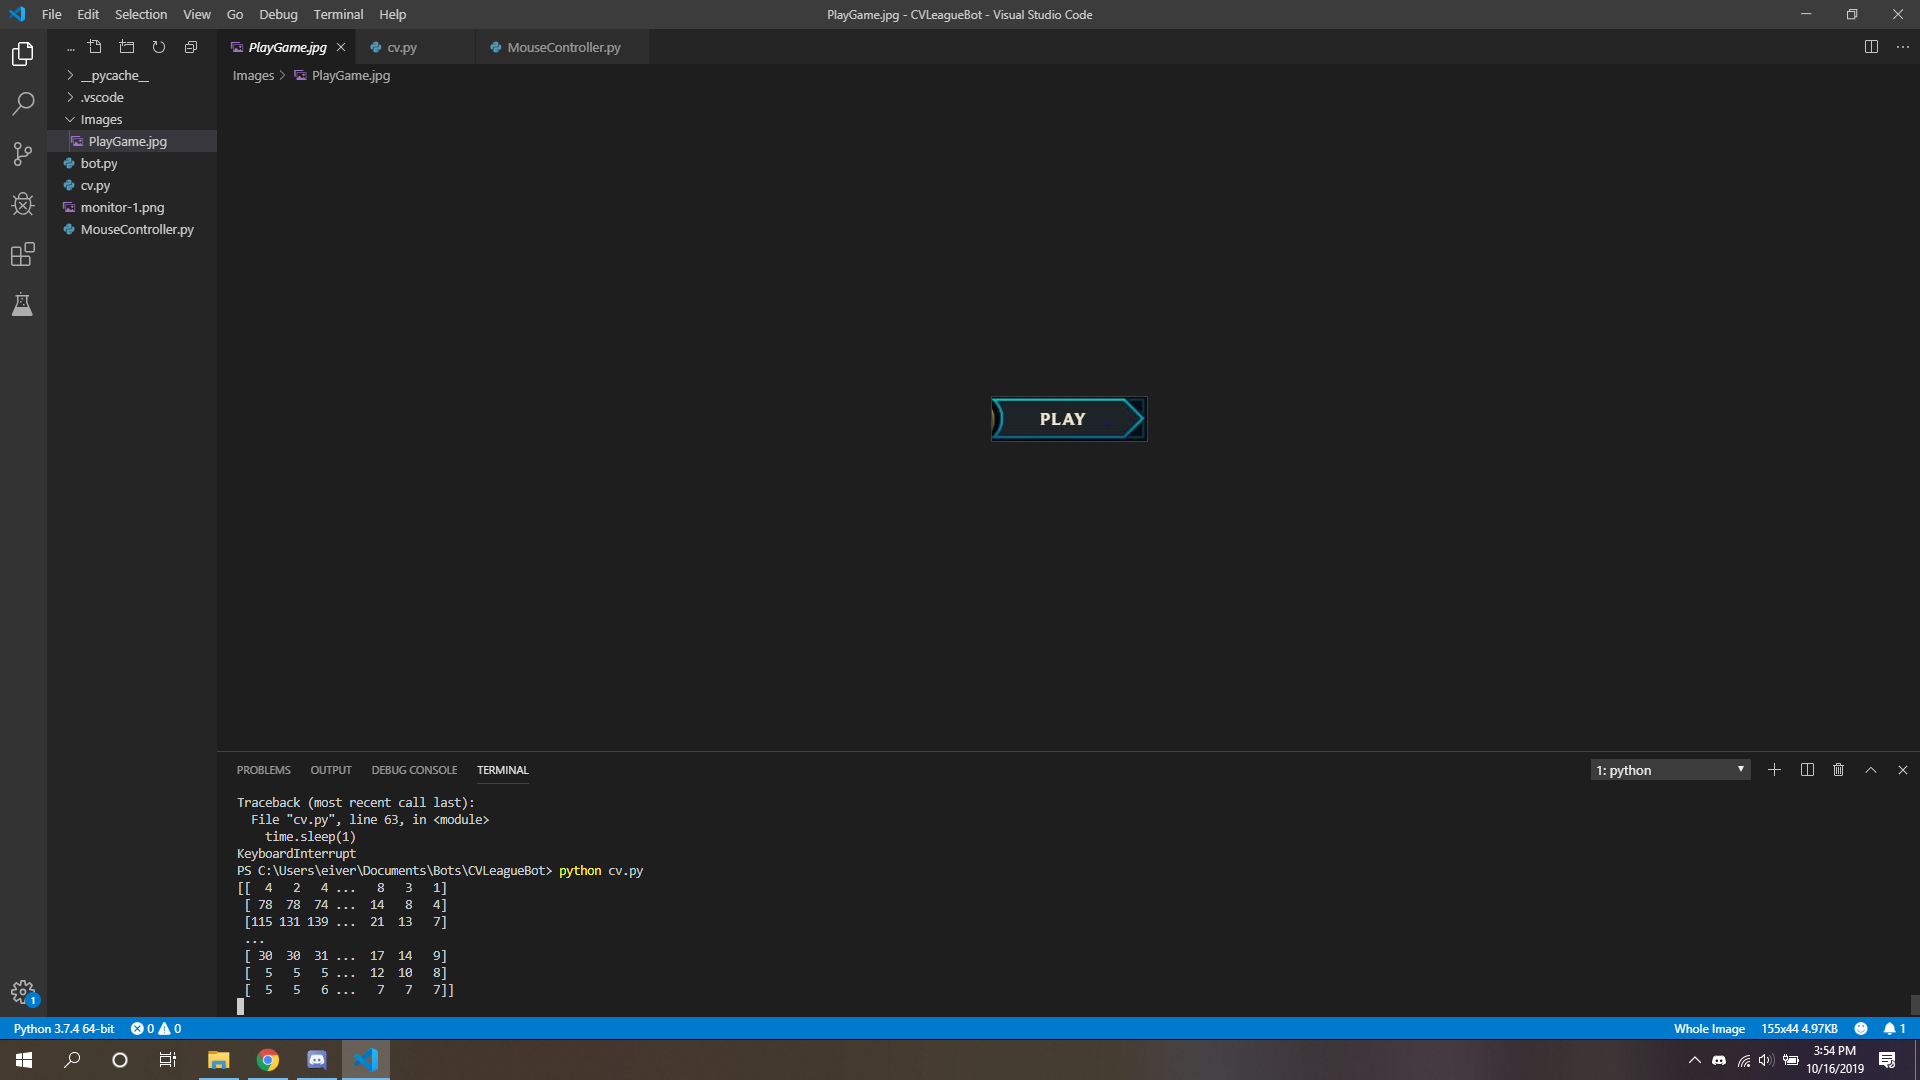 File Edit Selection View Go Debug Terminal Help
PlayGame.jpg - CVLeagueBot - Visual Studio Code
...
PlayGame.jpg
cv.py
MouseController.py
Images > PlayGame.jpg
__pycache__
.vscode
Images
PlayGame.jpg
bot.py
cv.py
monitor-1.png
MouseController.py
PLAY
PROBLEMS OUTPUT DEBUG CONSOLE TERMINAL
1: python
Traceback (most recent call last):
File "cv.py", line 63, in <module>
time.sleep(1)
KeyboardInterrupt
PS C:\Users\eiver\Documents\Bots\CVLeagueBot> python cv.py
[[  4   2   4 ...   8   3   1]
[ 78  78  74 ...  14   8   4]
[115 131 139 ...  21  13   7]
...
[ 30  30  31 ...  17  14   9]
[  5   5   5 ...  12  10   8]
[  5   5   6 ...   7   7   7]]
1
Python 3.7.4 64-bit 0 0
Whole Image 155x44 4.97KB 1
3:54 PM
10/16/2019